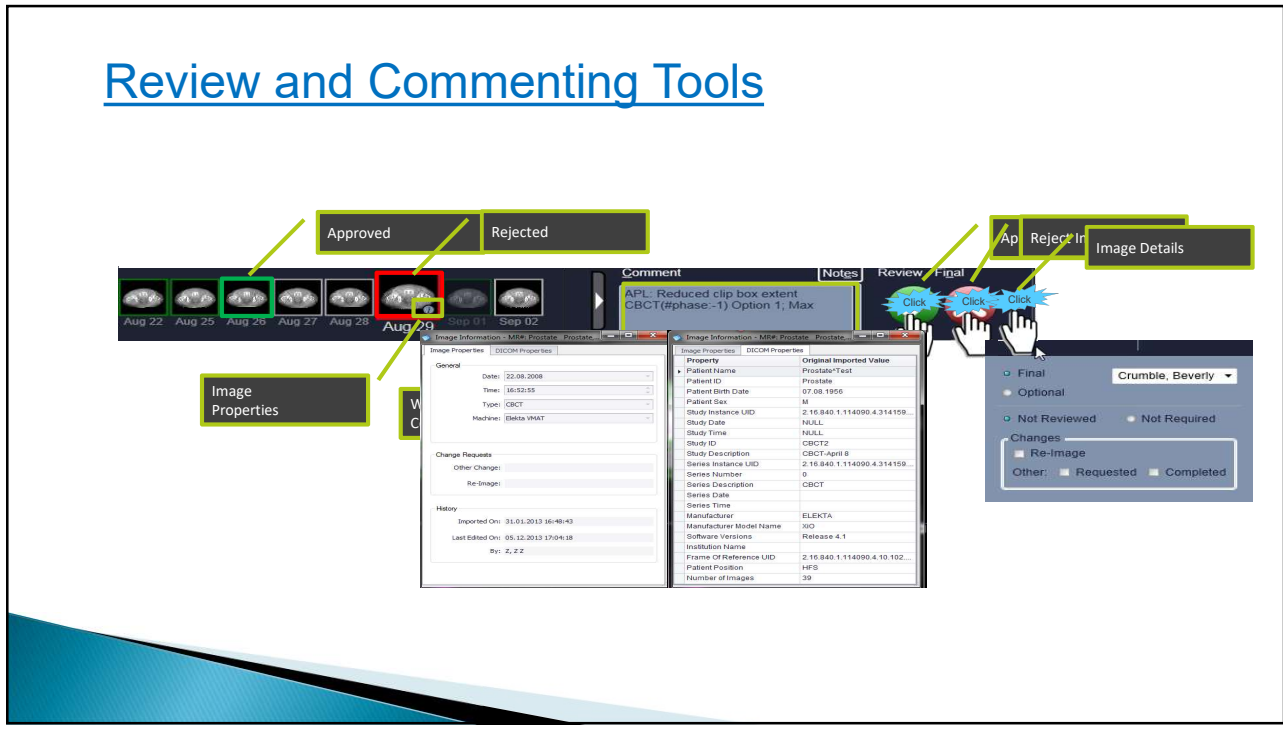 Review and Commenting Tools
Approved
Rejected
Ap
Reject In
Image Details
Comment Notes Review Final
APL: Reduced clip box extent
CBCT(#phase:-1) Option 1; Max
Click Click Click
Aug 22 Aug 25 Aug 26 Aug 27 Aug 28 Aug 29 Sep 01 Sep 02
Image
Properties
W
C
Image Information - MR#: Prostate Prostate...
Image Properties DICOM Properties
General
Date: 22.08.2008
Time: 16:52:55
Type: CBCT
Machine: Elekta VMAT
Change Requests
Other Change:
Re-Image:
History
Imported On: 31.01.2013 16:48:43
Last Edited On: 05.12.2013 17:04:18
By: Z, Z Z
Image Information - MR#: Prostate Prostate...
Image Properties DICOM Properties
Property Original Imported Value
Patient Name Prostate^Test
Patient ID Prostate
Patient Birth Date 07.08.1956
Patient Sex M
Study Instance UID 2.16.840.1.114090.4.314159...
Study Date NULL
Study Time NULL
Study ID CBCT2
Study Description CBCT-April 8
Series Instance UID 2.16.840.1.114090.4.314159...
Series Number 0
Series Description CBCT
Series Date
Series Time
Manufacturer ELEKTA
Manufacturer Model Name XIO
Software Versions Release 4.1
Institution Name
Frame Of Reference UID 2.16.840.1.114090.4.10.102...
Patient Position HFS
Number of Images 39
Final Crumble, Beverly
Optional
Not Reviewed Not Required
Changes
Re-Image
Other: Requested Completed